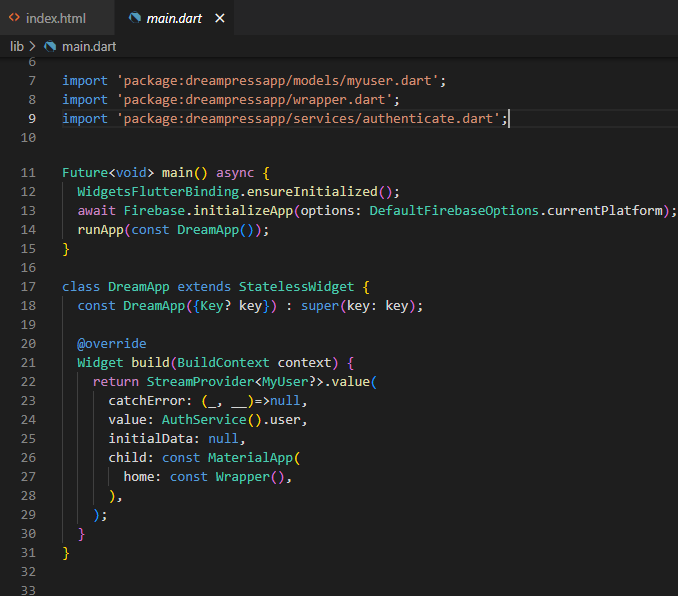 index.html main.dart
lib > main.dart
6
7 import 'package:dreampressapp/models/myuser.dart';
8 import 'package:dreampressapp/wrapper.dart';
9 import 'package:dreampressapp/services/authenticate.dart';
10
11 Future<void> main() async {
12   WidgetsFlutterBinding.ensureInitialized();
13   await Firebase.initializeApp(options: DefaultFirebaseOptions.currentPlatform);
14   runApp(const DreamApp());
15 }
16
17 class DreamApp extends StatelessWidget {
18   const DreamApp({Key? key}) : super(key: key);
19
20   @override
21   Widget build(BuildContext context) {
22     return StreamProvider<MyUser?>.value(
23       catchError: (_, __)=>null,
24       value: AuthService().user,
25       initialData: null,
26       child: const MaterialApp(
27         home: const Wrapper(),
28       ),
29     );
30   }
31 }
32
33